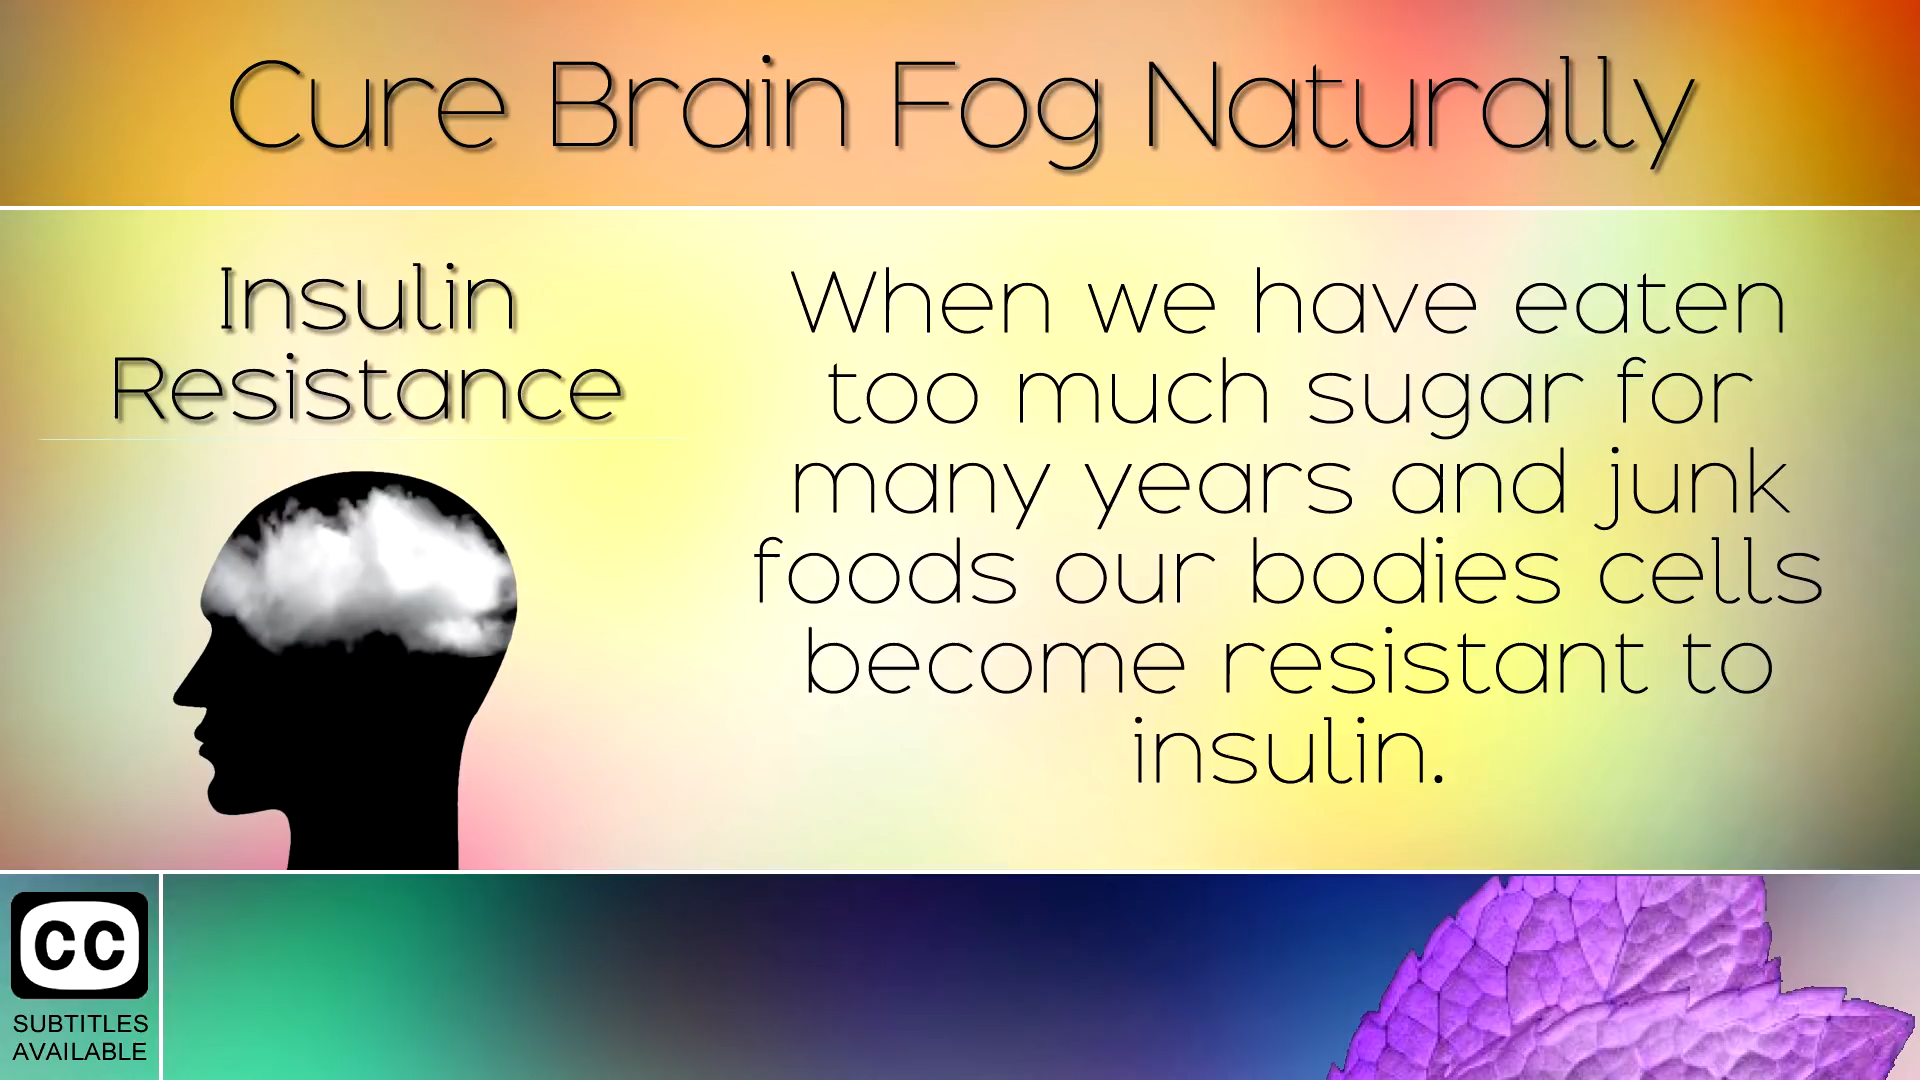 Cure Brain Fog Naturally
Insulin
Resistance
When we have eaten
too much sugar for
many years and junk
foods our bodies cells
become resistant to
insulin.
CC
SUBTITLES
AVAILABLE